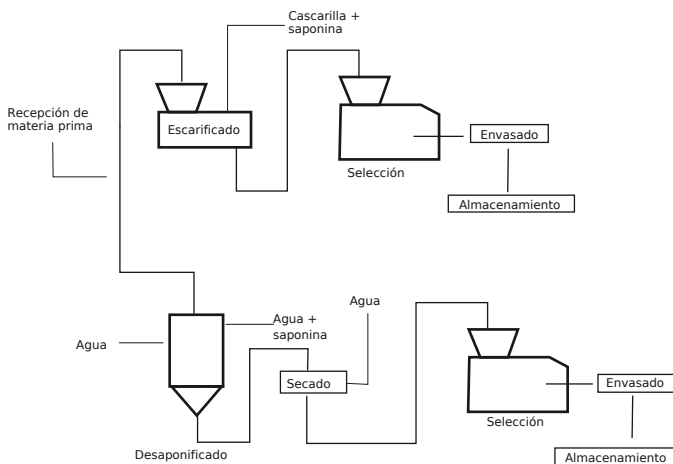 Cascarilla +
saponina
Recepción de
materia prima
Escarificado
Envasado
Selección
Almacenamiento
Agua
Agua +
saponina
Agua
Secado
Envasado
Selección
Desaponificado
Almacenamiento